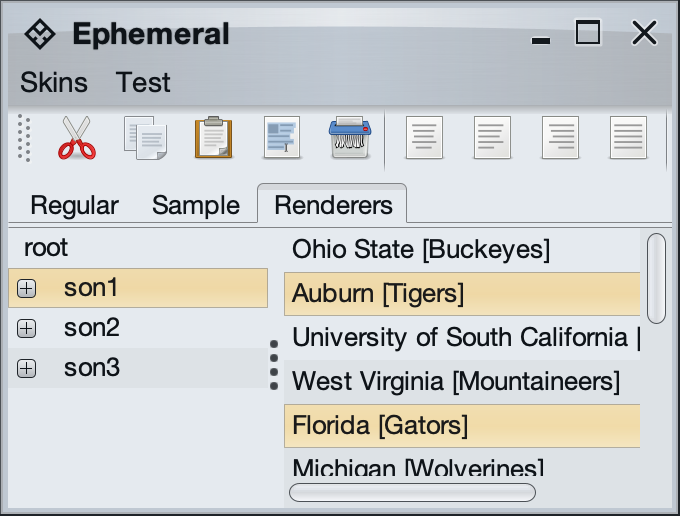 Ephemeral
Skins Test
Regular Sample Renderers
root
son1
son2
son3
Ohio State [Buckeyes]
Auburn [Tigers]
University of South California [
West Virginia [Mountaineers]
Florida [Gators]
Michigan [Wolverines]